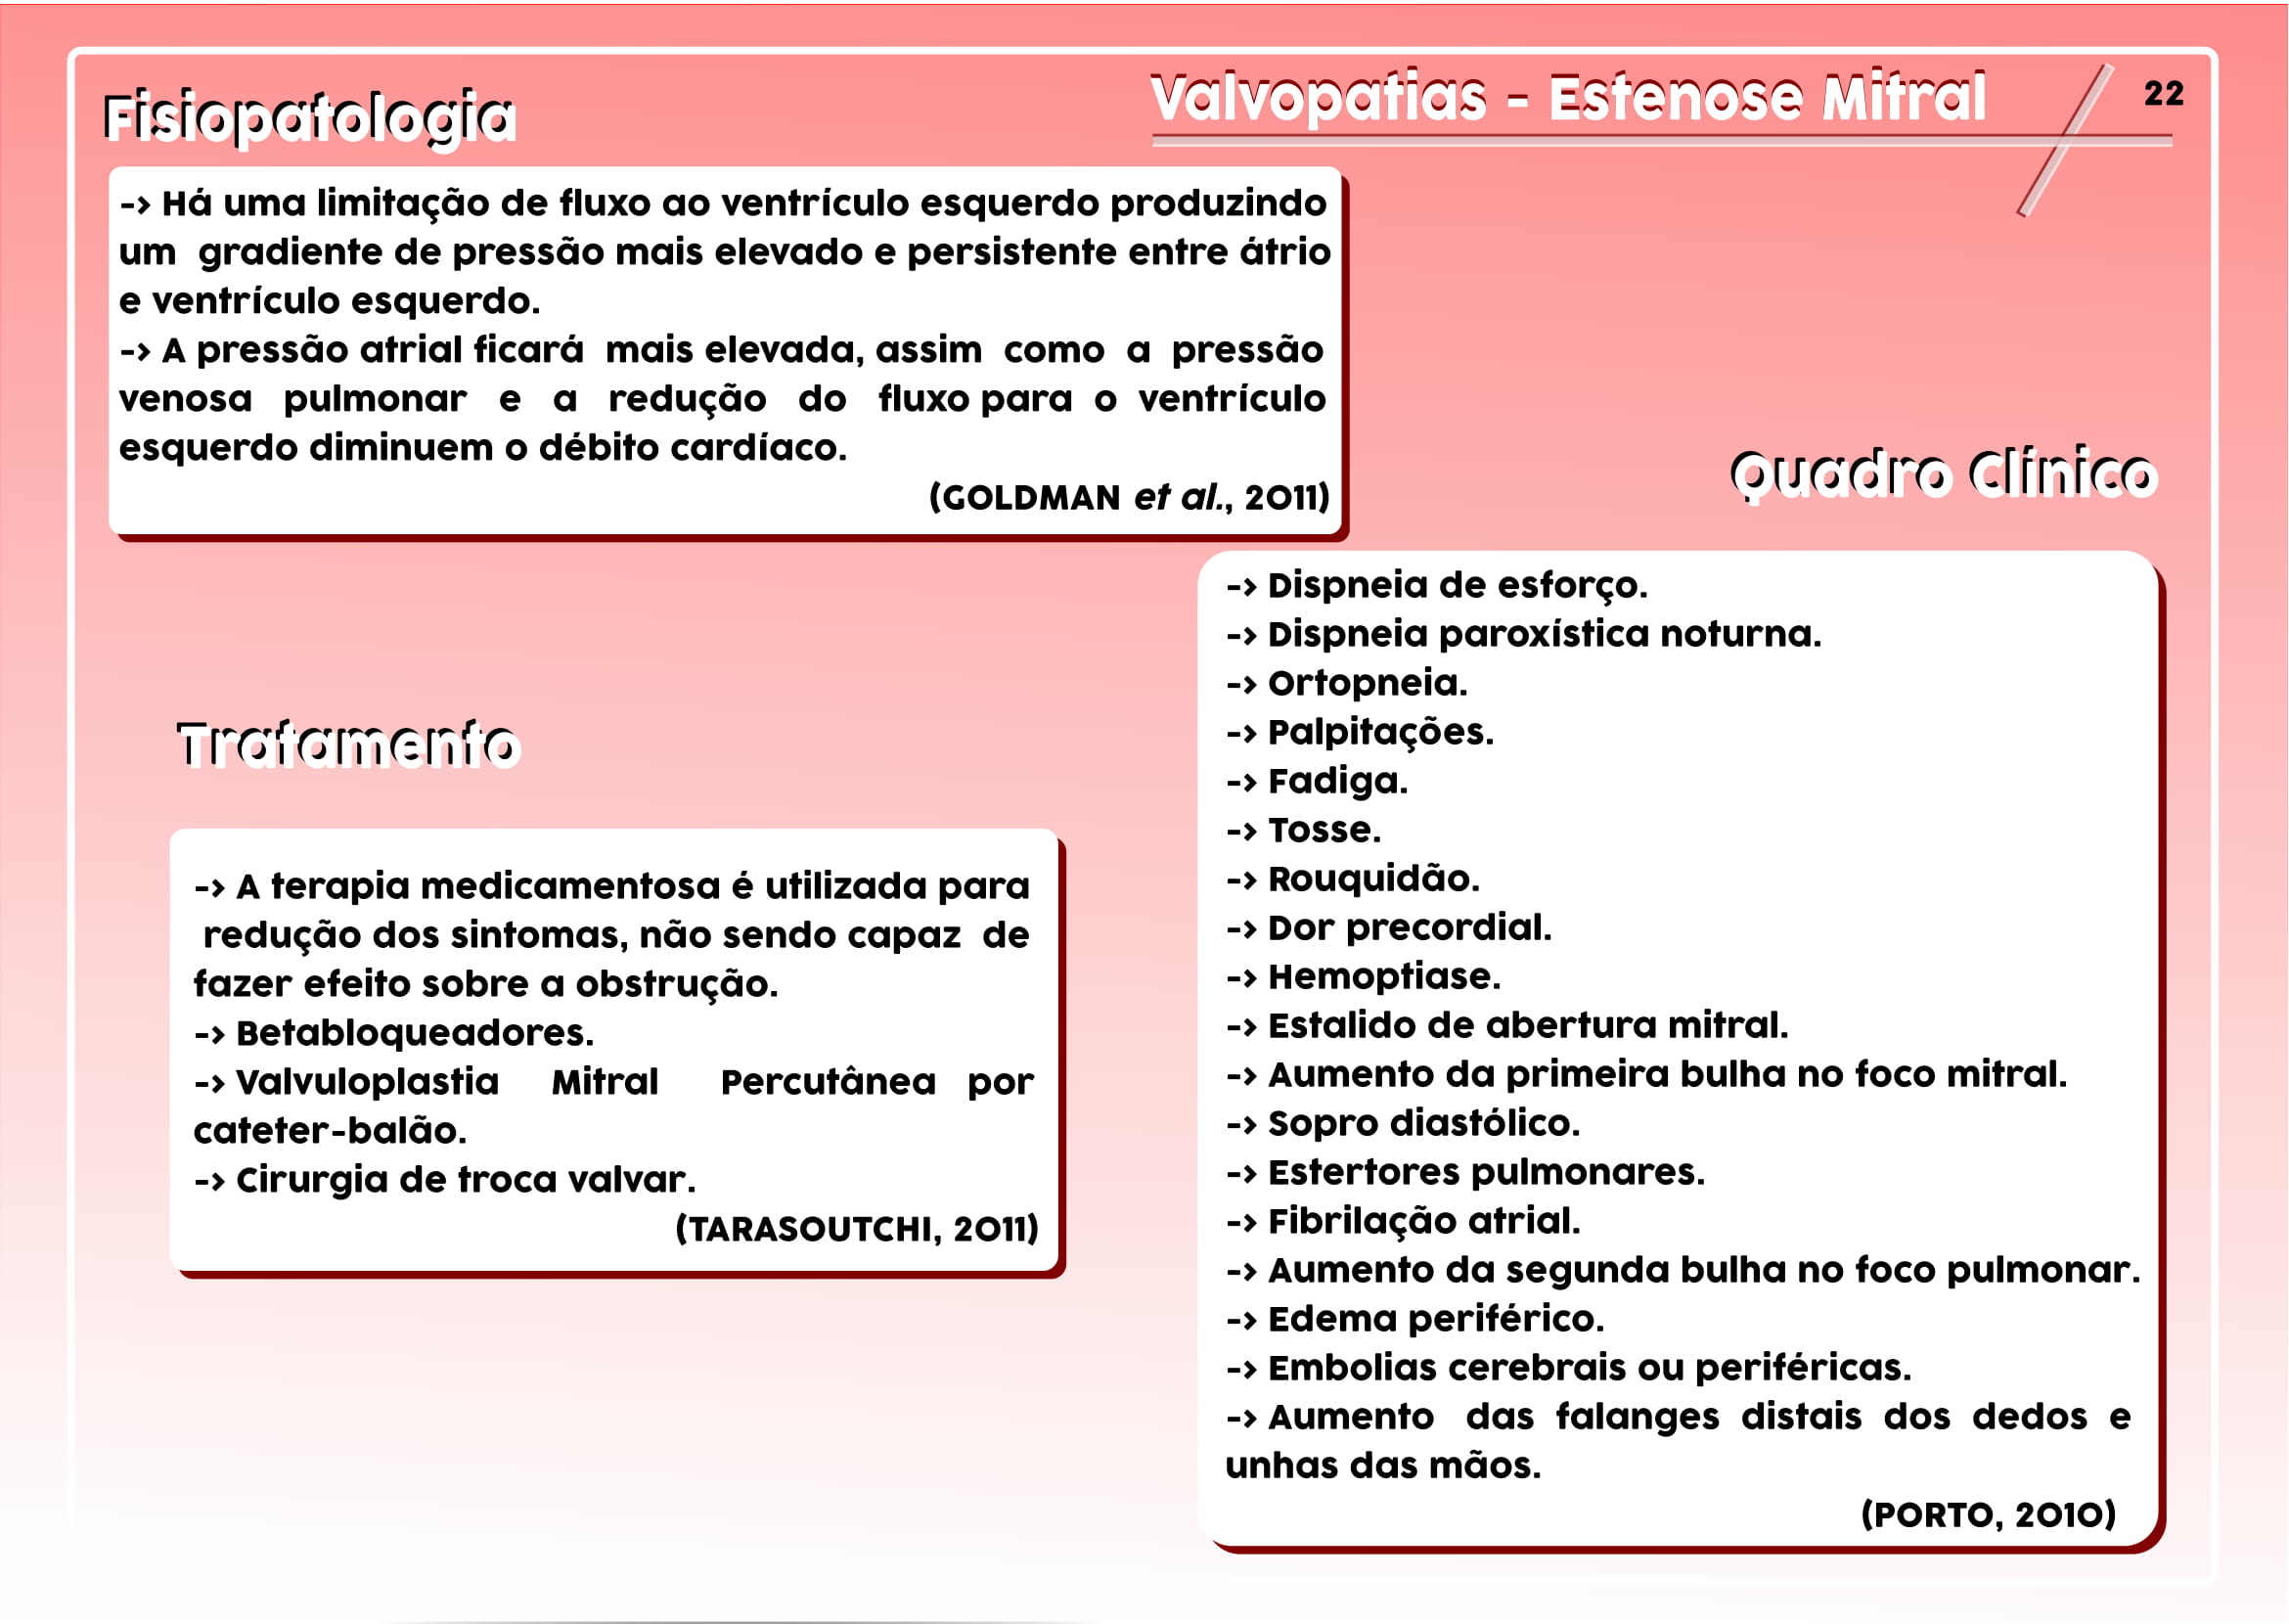 Valvopatias - Estenose Mitral
22
Fisiopatologia
-> Há uma limitação de fluxo ao ventrículo esquerdo produzindo
um gradiente de pressão mais elevado e persistente entre átrio
e ventrículo esquerdo.
-> A pressão atrial ficará mais elevada, assim como a pressão
venosa pulmonar e a redução do fluxo para o ventrículo
esquerdo diminuem o débito cardíaco.
(GOLDMAN et al., 2011)
Tratamento
-> A terapia medicamentosa é utilizada para
redução dos sintomas, não sendo capaz de
fazer efeito sobre a obstrução.
-> Betabloqueadores.
-> Valvuloplastia Mitral Percutânea por
cateter-balão.
-> Cirurgia de troca valvar.
(TARASOUTCHI, 2011)
Quadro Clínico
-> Dispneia de esforço.
-> Dispneia paroxística noturna.
-> Ortopneia.
-> Palpitações.
-> Fadiga.
-> Tosse.
-> Rouquidão.
-> Dor precordial.
-> Hemoptiase.
-> Estalido de abertura mitral.
-> Aumento da primeira bulha no foco mitral.
-> Sopro diastólico.
-> Estertores pulmonares.
-> Fibrilação atrial.
-> Aumento da segunda bulha no foco pulmonar.
-> Edema periférico.
-> Embolias cerebrais ou periféricas.
-> Aumento das falanges distais dos dedos e
unhas das mãos.
(PORTO, 2010)